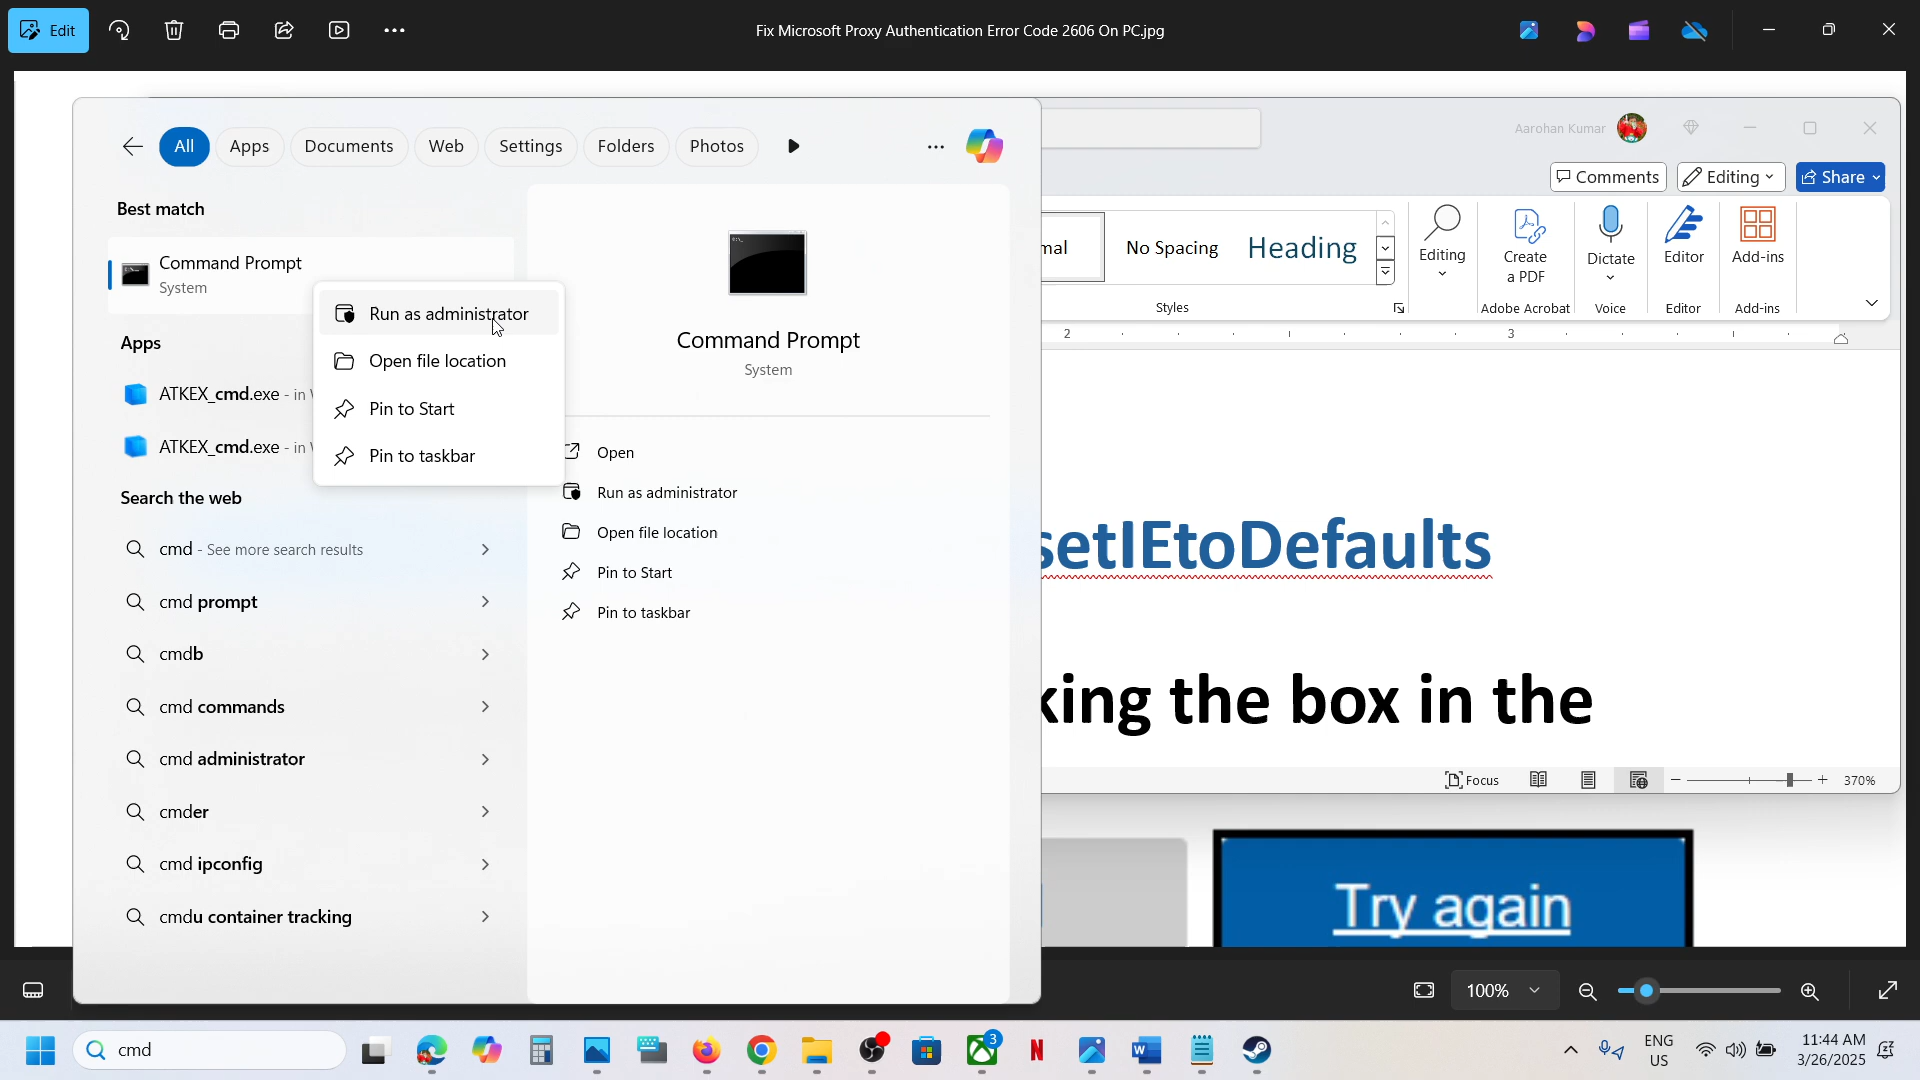 Edit
Fix Microsoft Proxy Authentication Error Code 2606 On PC.jpg
All Apps Documents Web Settings Folders Photos
Best match
Command Prompt
System
Run as administrator
Open file location
Pin to Start
Pin to taskbar
Apps
ATKEX_cmd.exe - in
ATKEX_cmd.exe - in
Search the web
cmd - See more search results
cmd prompt
cmdb
cmd commands
cmd administrator
cmder
cmd ipconfig
cmdu container tracking
Command Prompt
System
Open
Run as administrator
Open file location
Pin to Start
Pin to taskbar
Aarohan Kumar
Comments Editing Share
mal No Spacing Heading
Styles
Editing
Create
a PDF
Adobe Acrobat
Dictate
Voice
Editor
Editor
Add-ins
Add-ins
2 3
setIEtoDefaults
king the box in the
Focus 370%
Try again
100%
cmd
3
N
ENG
US
11:44 AM
3/26/2025